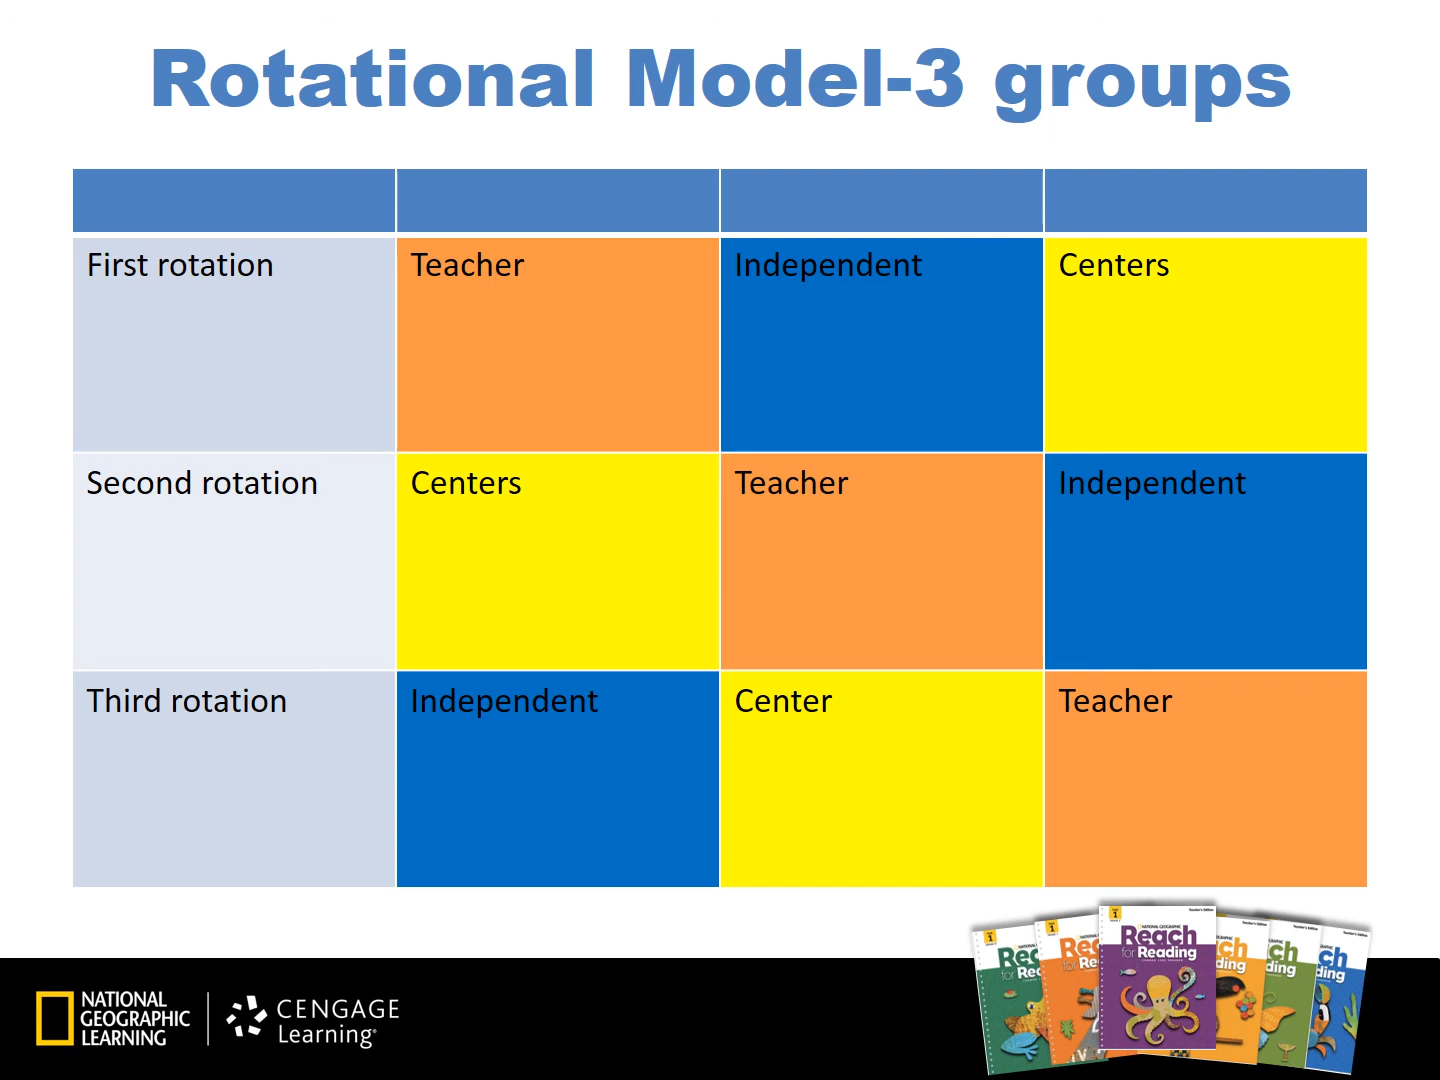 Rotational Model-3 groups
First rotation Teacher Independent Centers
Second rotation Centers Teacher Independent
Third rotation Independent Center Teacher
NATIONAL
GEOGRAPHIC
LEARNING
CENGAGE
Learning
Reach
for Reading